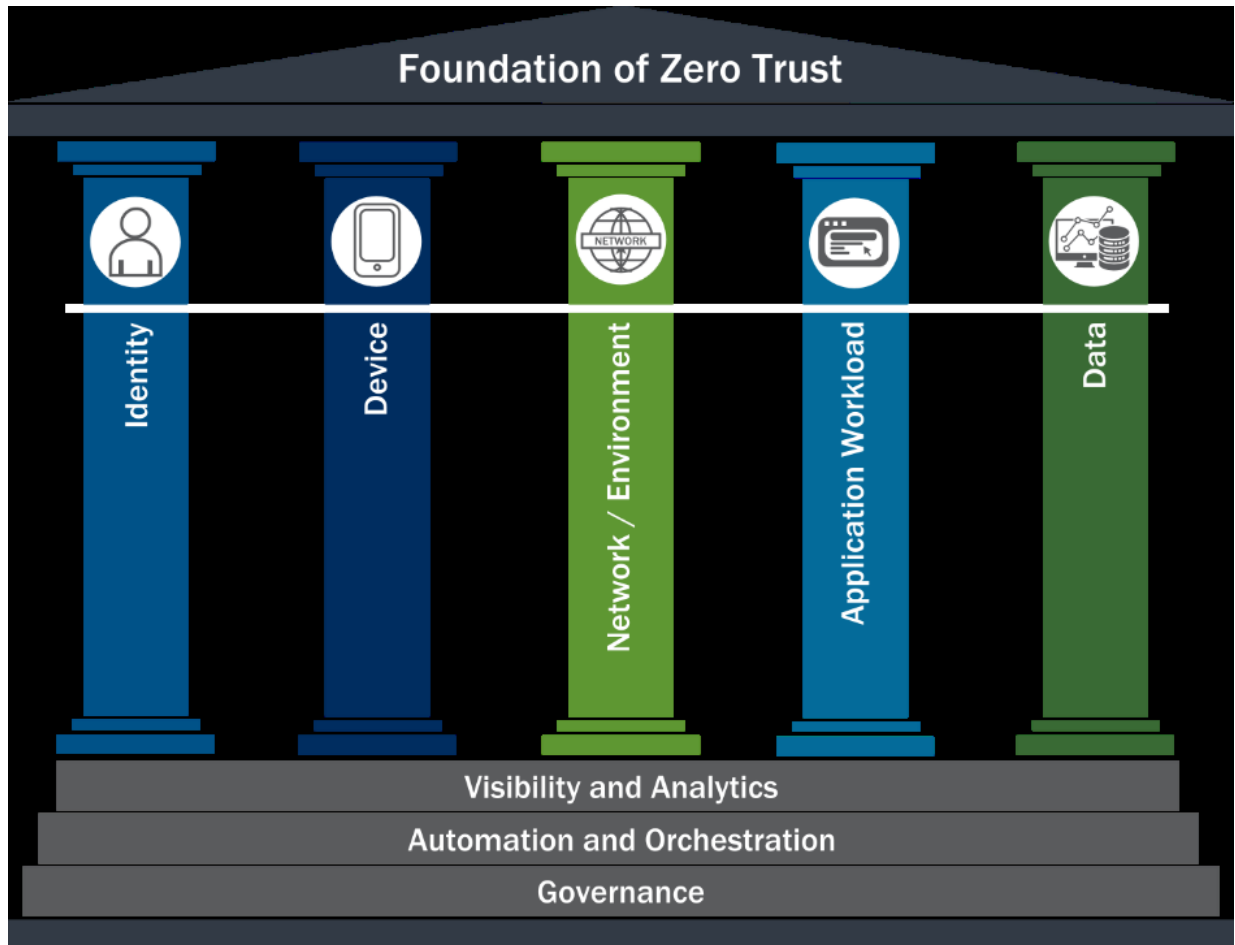 Foundation of Zero Trust
NETWORK
Identity
Device
Network / Environment
Application Workload
Data
Visibility and Analytics
Automation and Orchestration
Governance